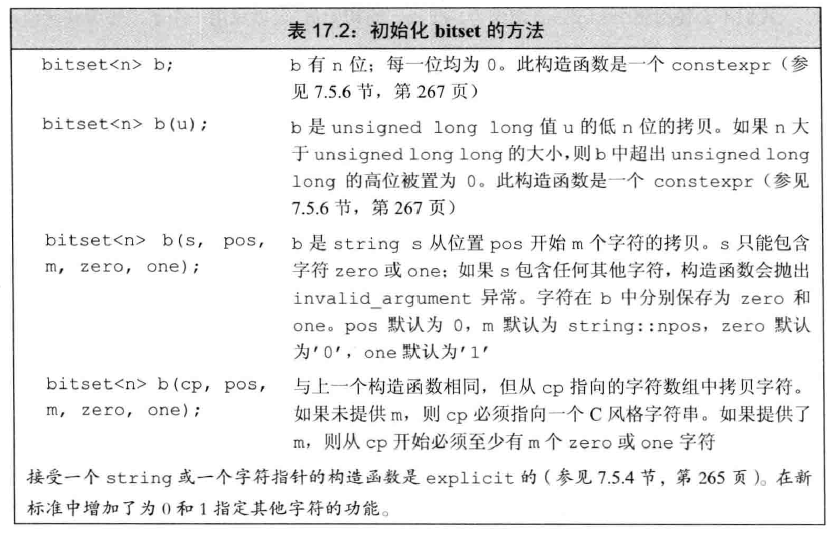 表 17.2：初始化 bitset 的方法
bitset<n> b;
b 有 n 位；每一位均为 0。此构造函数是一个 constexpr（参
见 7.5.6 节，第 267 页）
bitset<n> b(u);
b 是 unsigned long long 值 u 的低 n 位的拷贝。如果 n 大
于 unsigned long long 的大小，则 b 中超出 unsigned long
long 的高位被置为 0。此构造函数是一个 constexpr（参见
7.5.6 节，第 267 页）
bitset<n> b(s, pos,
m, zero, one);
b 是 string s 从位置 pos 开始 m 个字符的拷贝。s 只能包含
字符 zero 或 one；如果 s 包含任何其他字符，构造函数会抛出
invalid_argument 异常。字符在 b 中分别保存为 zero 和
one。pos 默认为 0，m 默认为 string::npos，zero 默认
为'0'，one 默认为'1'
bitset<n> b(cp, pos,
m, zero, one);
与上一个构造函数相同，但从 cp 指向的字符数组中拷贝字符。
如果未提供 m，则 cp 必须指向一个 C 风格字符串。如果提供了
m，则从 cp 开始必须至少有 m 个 zero 或 one 字符
接受一个 string 或一个字符指针的构造函数是 explicit 的（参见 7.5.4 节，第 265 页）。在新
标准中增加了为 0 和 1 指定其他字符的功能。